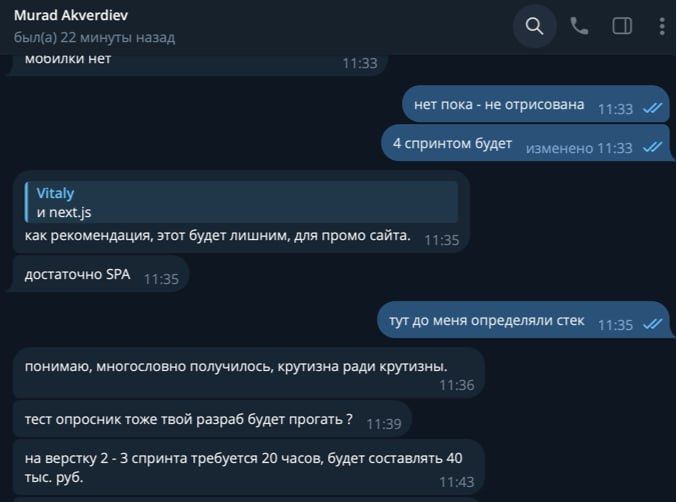 Murad Akverdiev
был(а) 22 минуты назад
мобилки нет
11:33
нет пока - не отрисована 11:33
4 спринтом будет изменено 11:33
Vitaly
и next.js
как рекомендация, этот будет лишним, для промо сайта. 11:35
достаточно SPA 11:35
тут до меня определяли стек 11:35
понимаю, многословно получилось, крутизна ради крутизны.
11:36
тест опросник тоже твой разраб будет прогать ? 11:39
на верстку 2 - 3 спринта требуется 20 часов, будет составлять 40
тыс. руб.
11:43